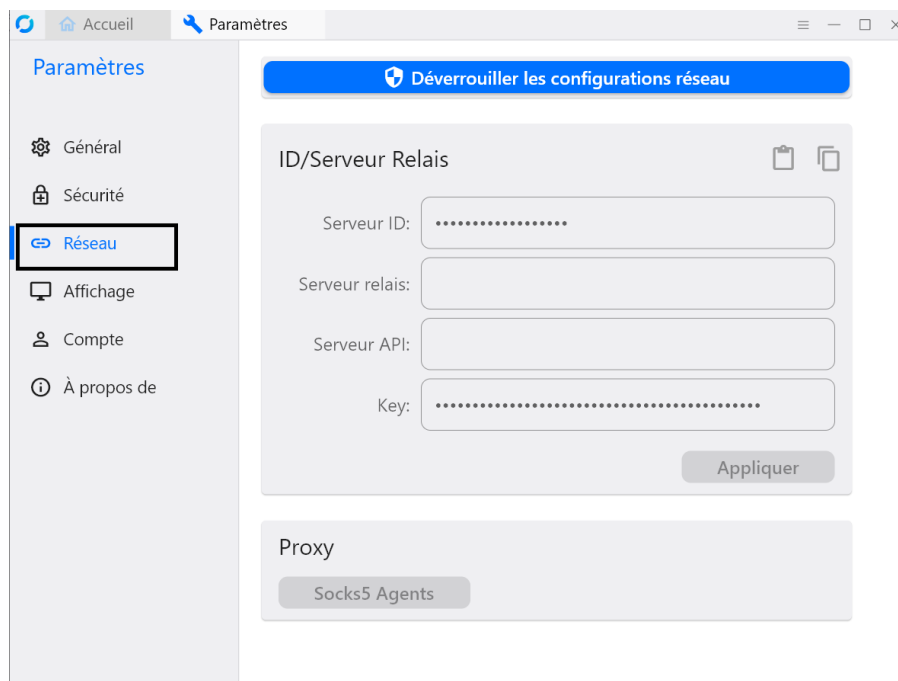 Accueil
Paramètres
Paramètres
Général
Sécurité
Réseau
Affichage
Compte
À propos de
Déverrouiller les configurations réseau
ID/Serveur Relais
Serveur ID: ••••••••••••••••••
Serveur relais:
Serveur API:
Key: ••••••••••••••••••••••••••••••••••••••••••••
Appliquer
Proxy
Socks5 Agents